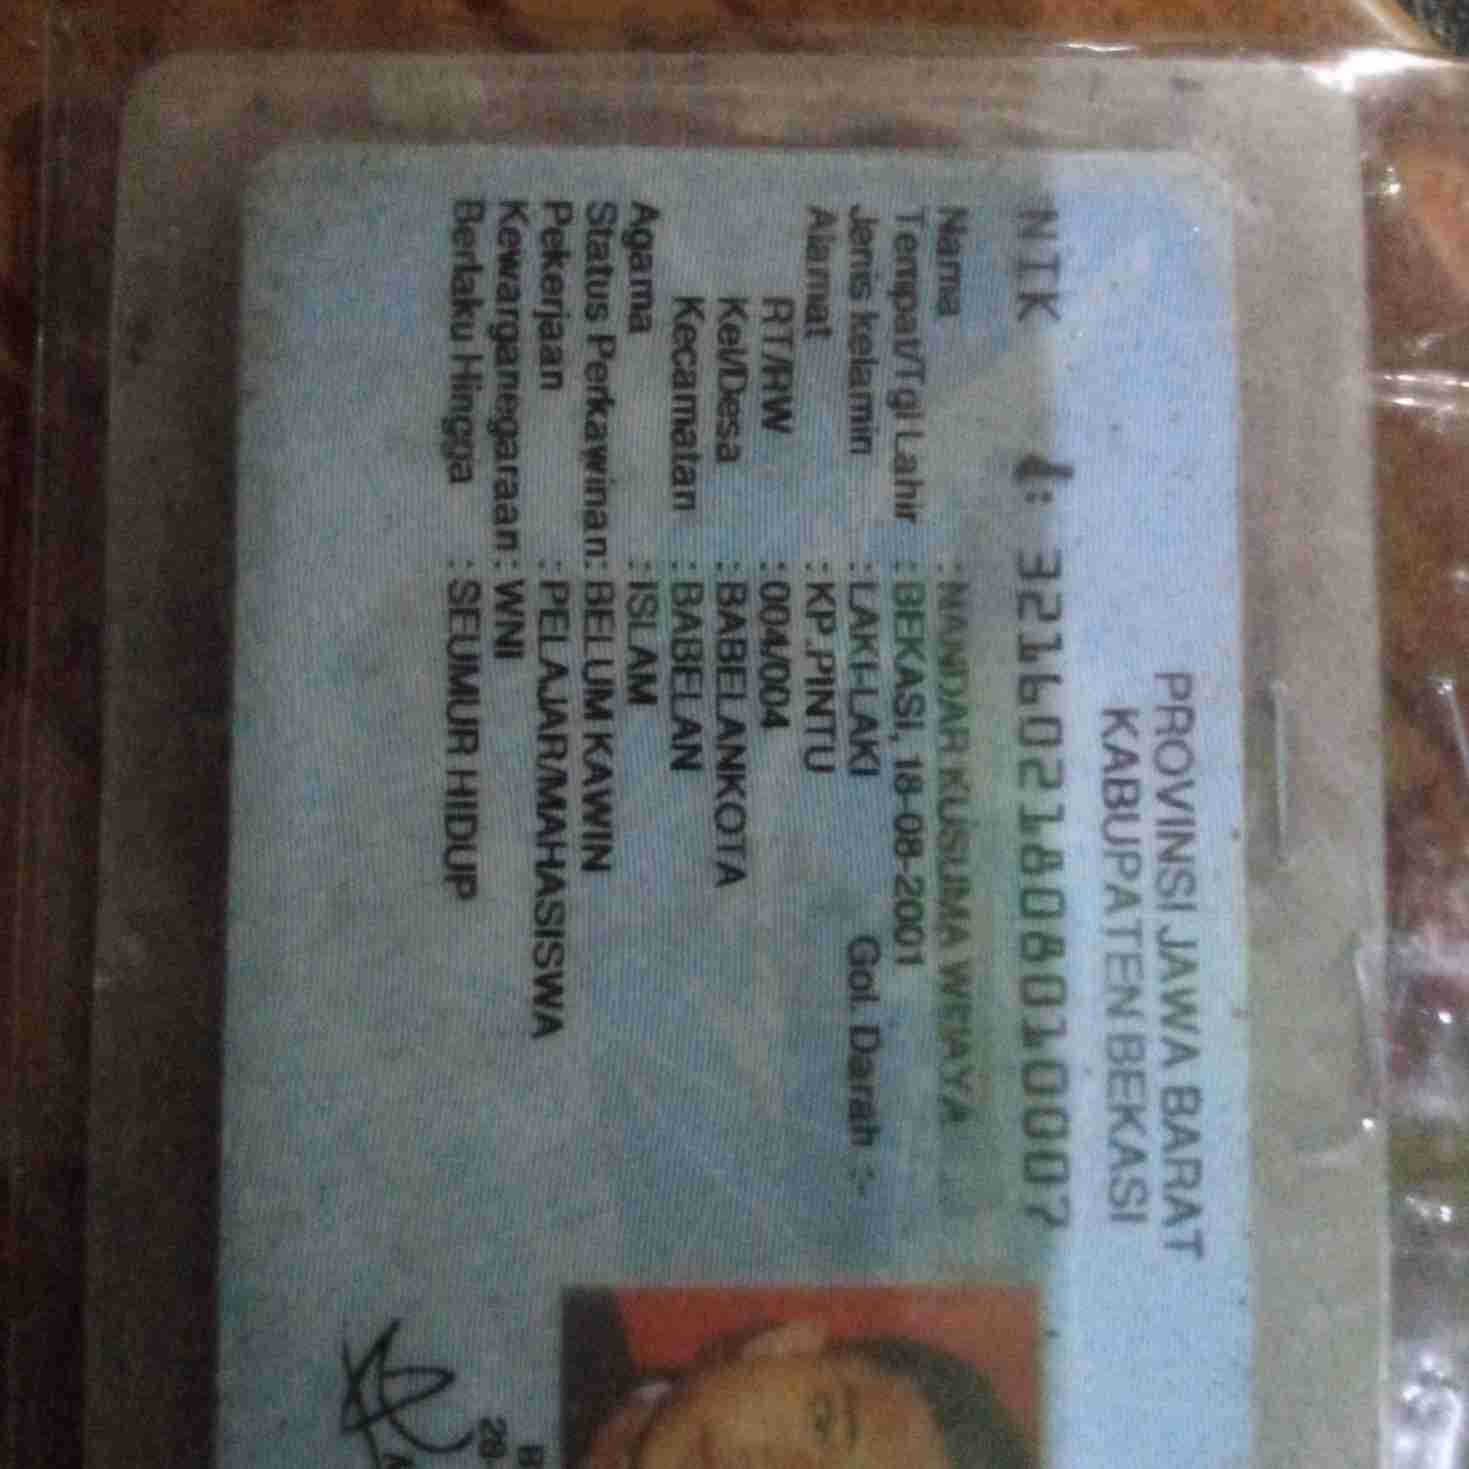 PROVINSI JAWA BARAT
KABUPATEN BEKASI
NIK : 3216021808010007
Nama : NANDAR KUSUMA WIJAYA
Tempat/Tgl Lahir : BEKASI, 18-08-2001
Jenis kelamin : LAKI-LAKI Gol. Darah :-
Alamat : KP. PINTU
RT/RW : 004/004
Kel/Desa : BABELANKOTA
Kecamatan : BABELAN
Agama : ISLAM
Status Perkawinan: BELUM KAWIN
Pekerjaan : PELAJAR/MAHASISWA
Kewarganegaraan: WNI
Berlaku Hingga : SEUMUR HIDUP